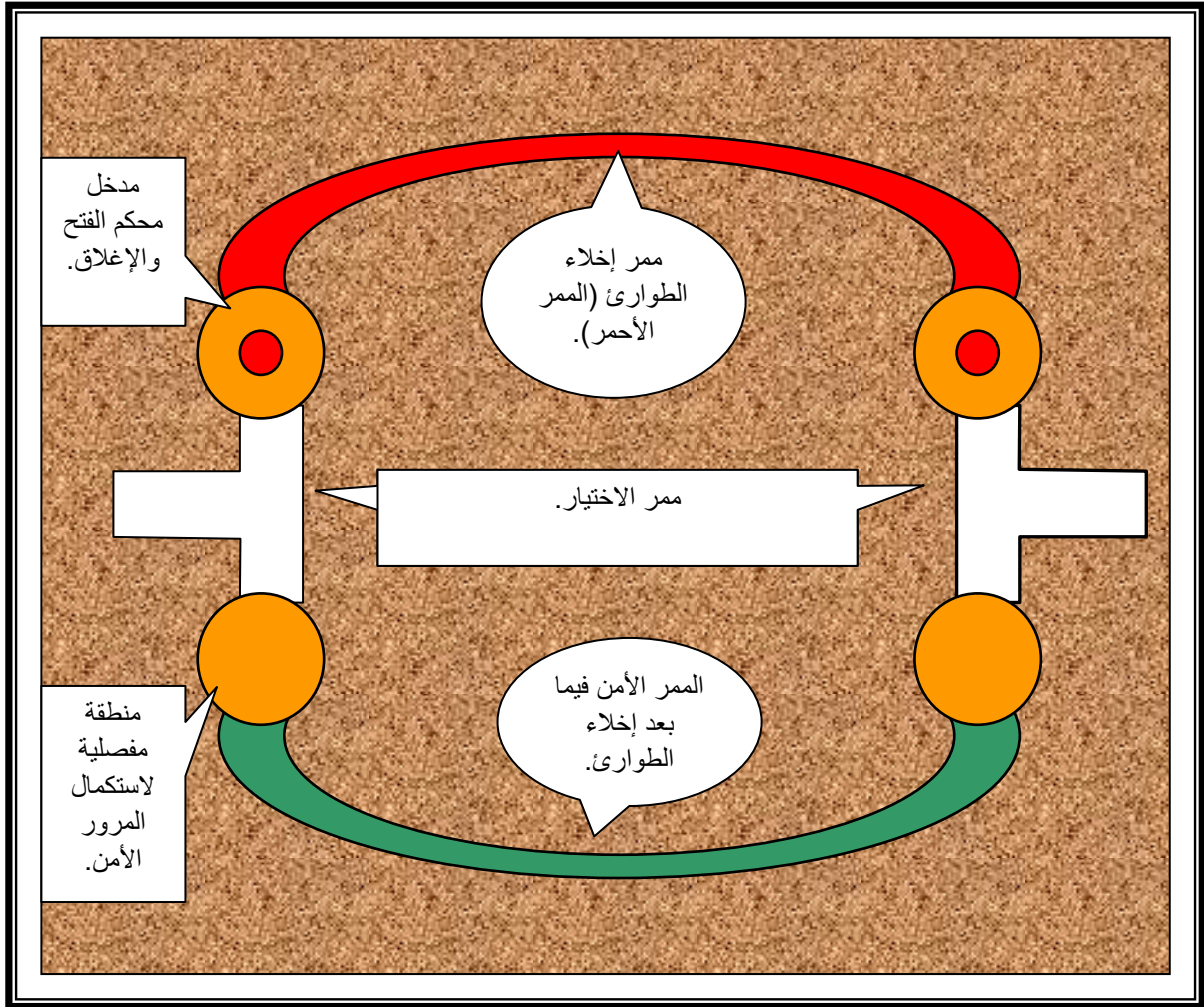 مدخل
محكم الفتح
والإغلاق.
ممر إخلاء
الطوارئ (الممر
الأحمر).
ممر الاختيار.
الممر الأمن فيما
بعد إخلاء
الطوارئ.
منطقة
مفصلية
لاستكمال
المرور
الأمن.